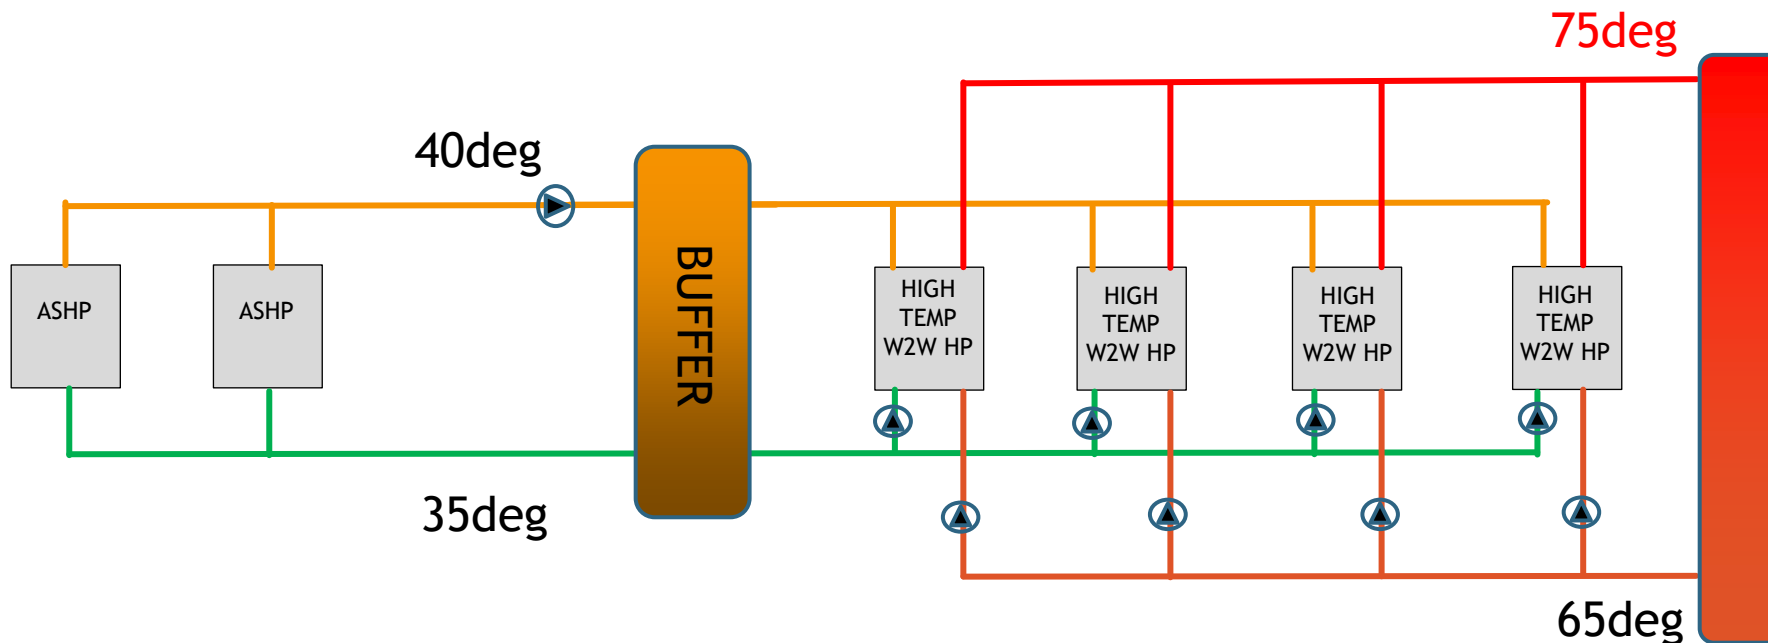 75deg
40deg
ASHP
ASHP
BUFFER
HIGH
TEMP
W2W HP
HIGH
TEMP
W2W HP
HIGH
TEMP
W2W HP
HIGH
TEMP
W2W HP
35deg
65deg